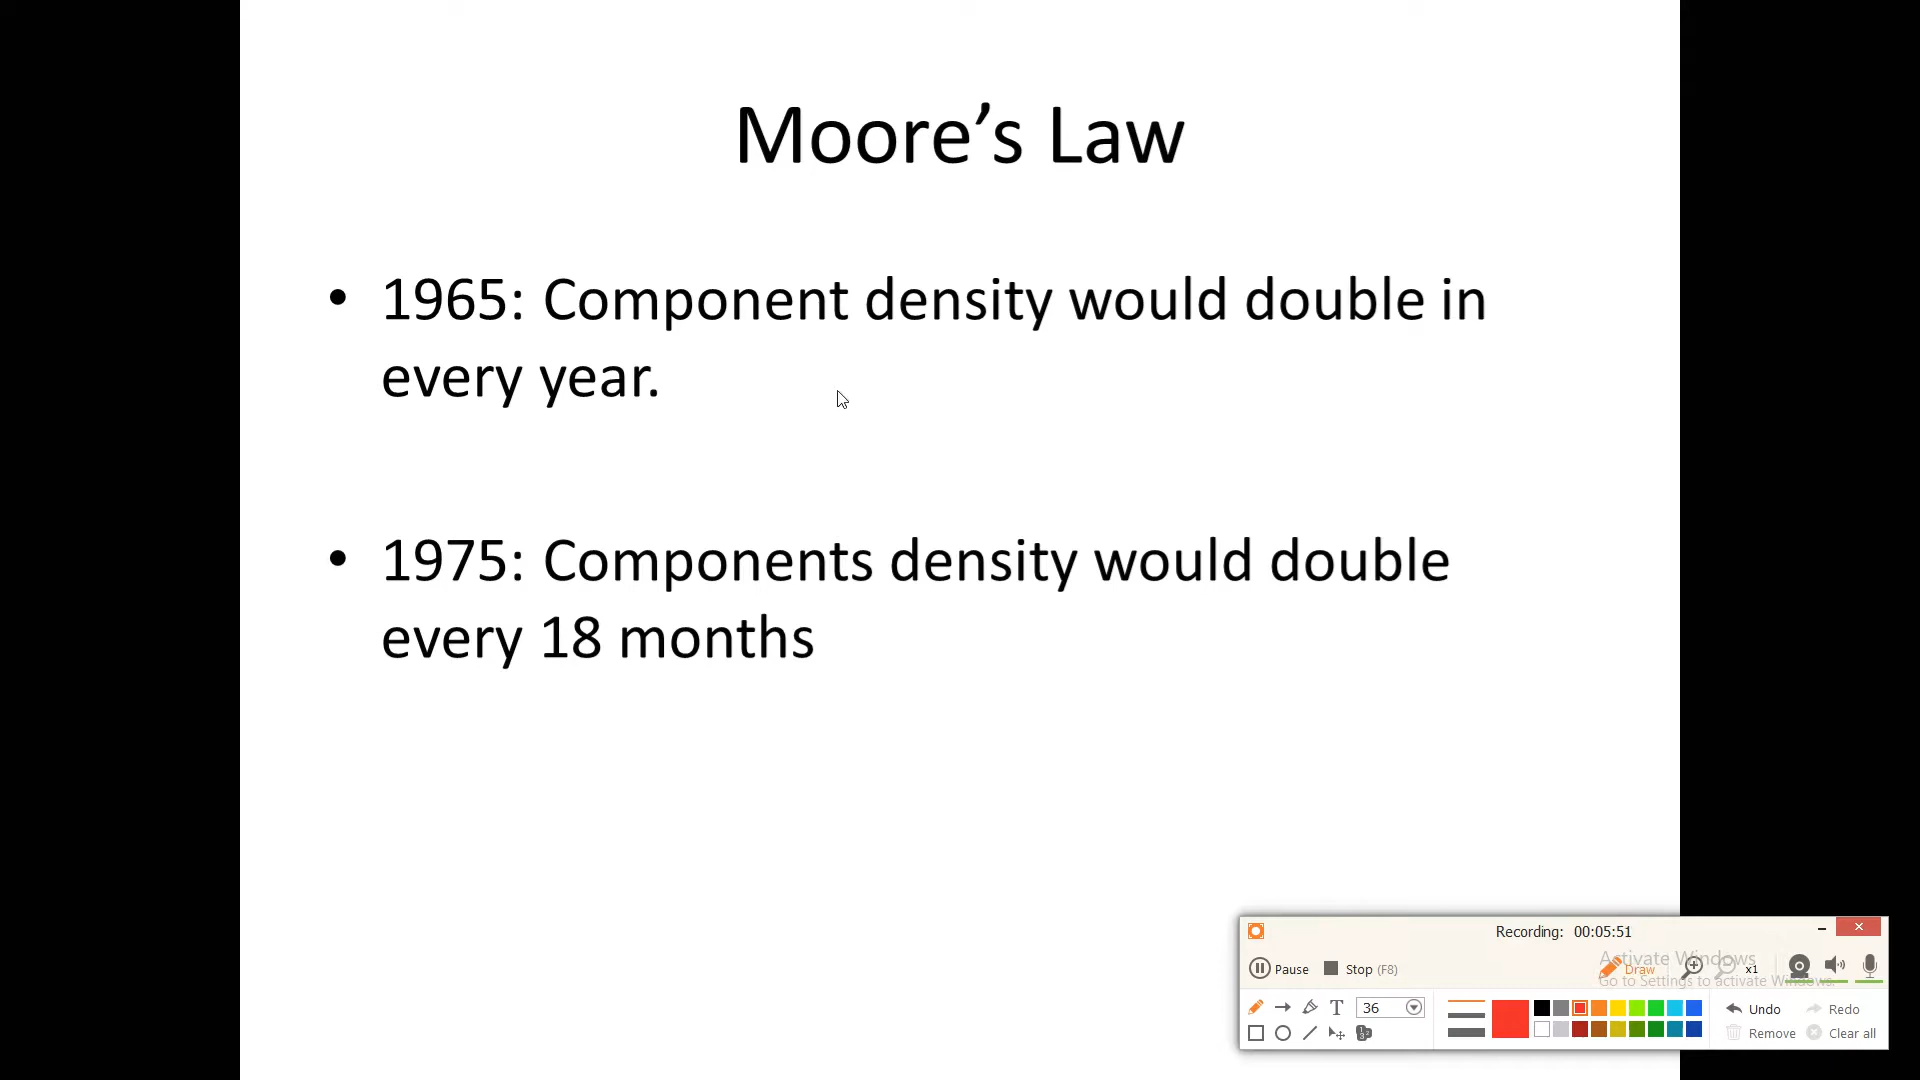 Moore’s Law
• 1965: Component density would double in
every year.
• 1975: Components density would double
every 18 months
Recording: 00:05:51
Pause
Stop (F8)
Draw
x1
Activate Windows
Go to Settings to activate Windows.
T
36
Undo
Redo
Remove
Clear all